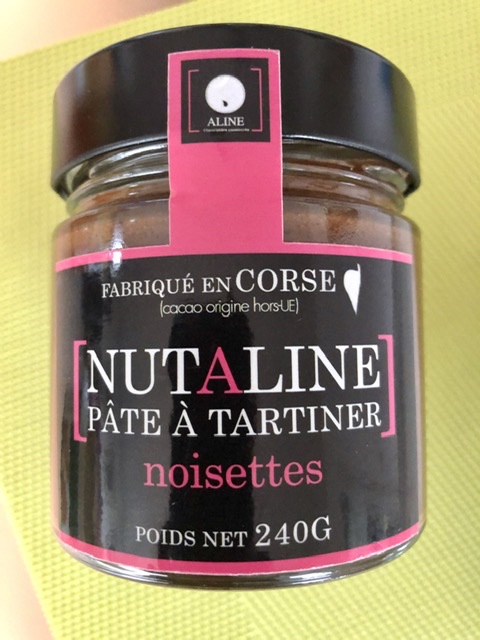 ALINE
FABRIQUÉ EN CORSE
(cacao origine hors-UE)
[NUTALINE
PÂTE À TARTINER]
noisettes
POIDS NET 240G